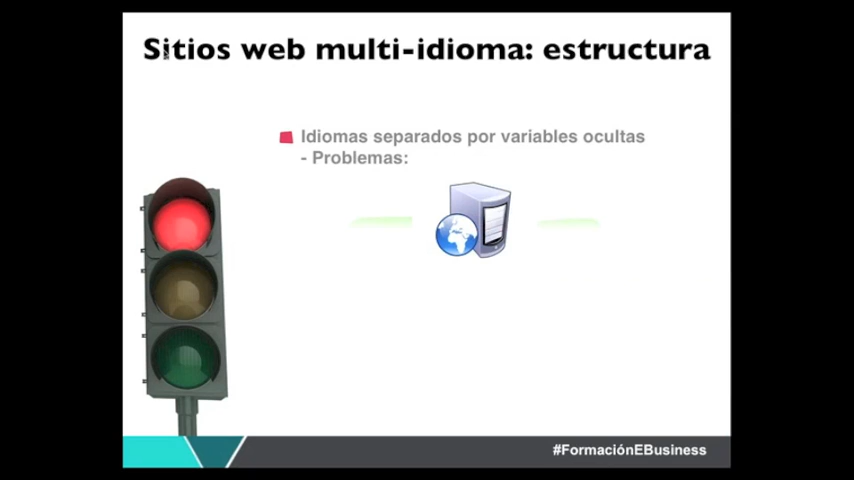 Sitios web multi-idioma: estructura
Idiomas separados por variables ocultas
- Problemas:
#FormaciónEBusiness